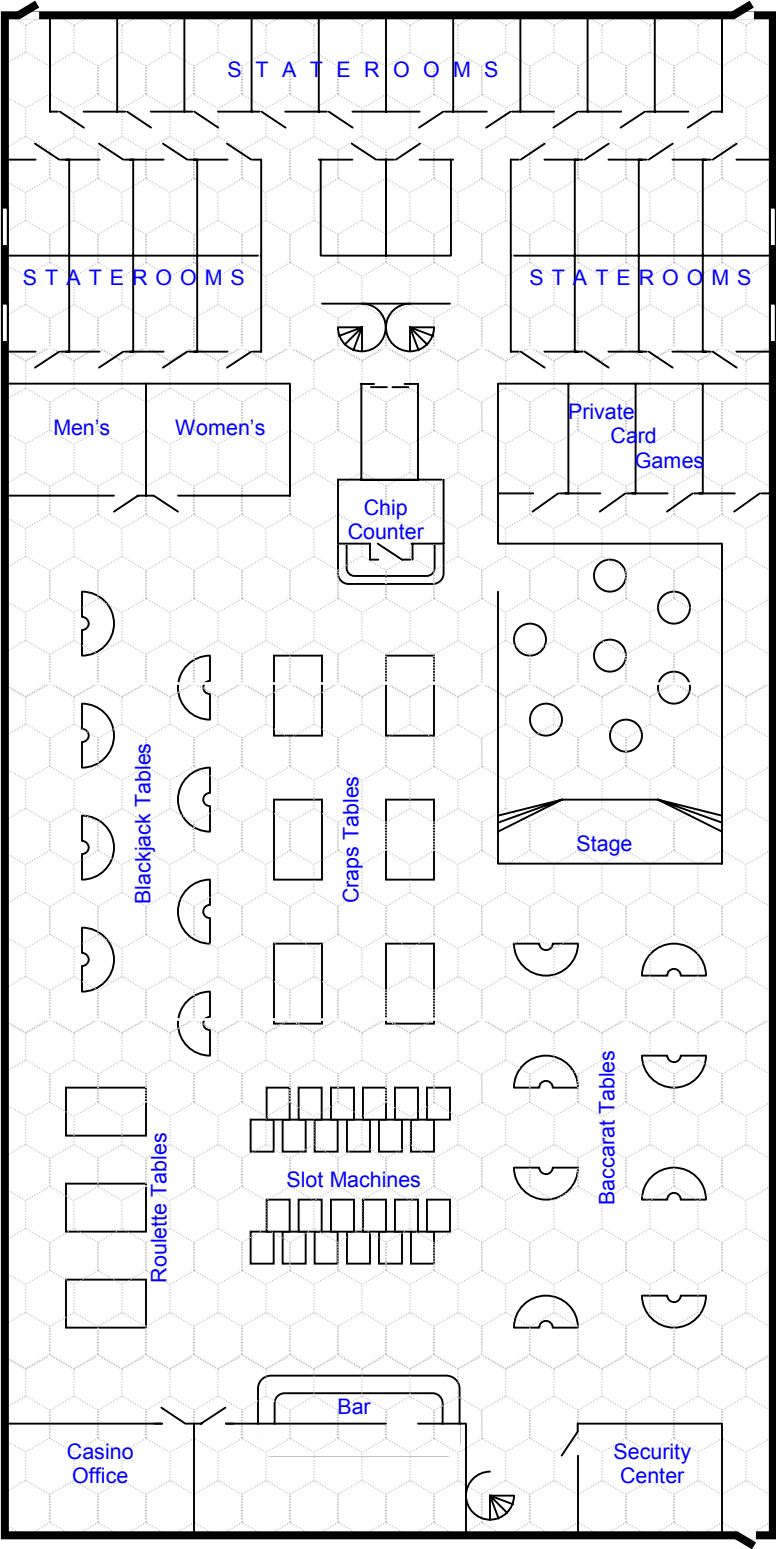 S T A T E R O O M S
S T A T E R O O M S
S T A T E R O O M S
Men's
Women's
Private
Card
Games
Chip
Counter
Blackjack Tables
Craps Tables
Stage
Baccarat Tables
Roulette Tables
Slot Machines
Bar
Casino
Office
Security
Center